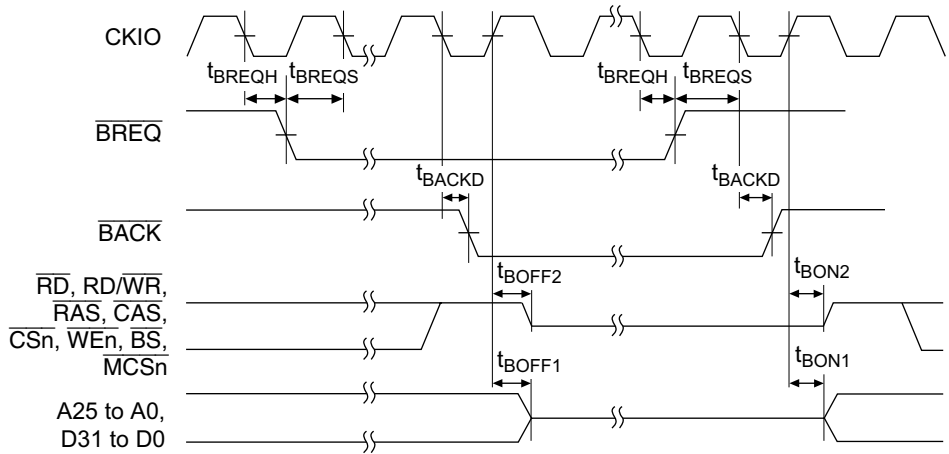 CKIO
tBREQH tBREQS tBREQH tBREQS
BREQ
tBACKD tBACKD
BACK
RD, RD/WR,
RAS, CAS,
CSn, WEn, BS,
MCSn
tBOFF2 tBON2
tBOFF1 tBON1
A25 to A0,
D31 to D0